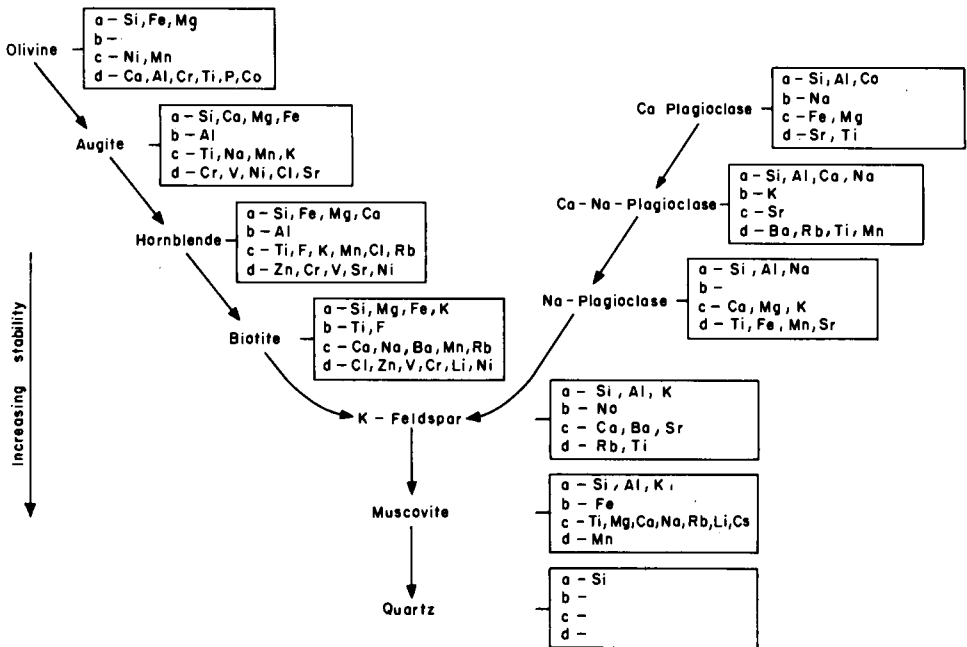 Olivine
a – Si, Fe, Mg
b –
c – Ni, Mn
d – Ca, Al, Cr, Ti, P, Co
Augite
a – Si, Ca, Mg, Fe
b – Al
c – Ti, Na, Mn, K
d – Cr, V, Ni, Cl, Sr
Hornblende
a – Si, Fe, Mg, Ca
b – Al
c – Ti, F, K, Mn, Cl, Rb
d – Zn, Cr, V, Sr, Ni
Biotite
a – Si, Mg, Fe, K
b – Ti, F
c – Ca, Na, Ba, Mn, Rb
d – Cl, Zn, V, Cr, Li, Ni
Ca Plagioclase
a – Si, Al, Co
b – Na
c – Fe, Mg
d – Sr, Ti
Ca-Na-Plagioclase
a – Si, Al, Ca, Na
b – K
c – Sr
d – Ba, Rb, Ti, Mn
Na-Plagioclase
a – Si, Al, Na
b –
c – Ca, Mg, K
d – Ti, Fe, Mn, Sr
K-Feldspar
a – Si, Al, K
b – No
c – Ca, Ba, Sr
d – Rb, Ti
Muscovite
a – Si, Al, K,
b – Fe
c – Ti, Mg, Ca, Na, Rb, Li, Cs
d – Mn
Quartz
a – Si
b –
c –
d –
Increasing stability